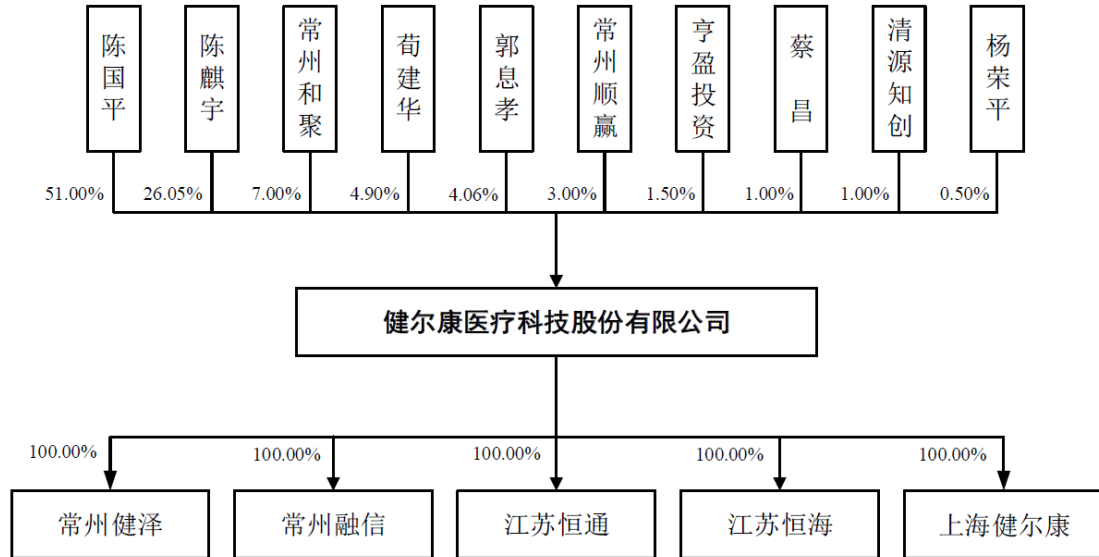 陈国平
陈麒宇
常州和聚
荀建华
郭息孝
常州顺赢
亨盈投资
蔡昌
清源知创
杨荣平
51.00%
26.05%
7.00%
4.90%
4.06%
3.00%
1.50%
1.00%
1.00%
0.50%
健尔康医疗科技股份有限公司
100.00%
100.00%
100.00%
100.00%
100.00%
常州健泽
常州融信
江苏恒通
江苏恒海
上海健尔康